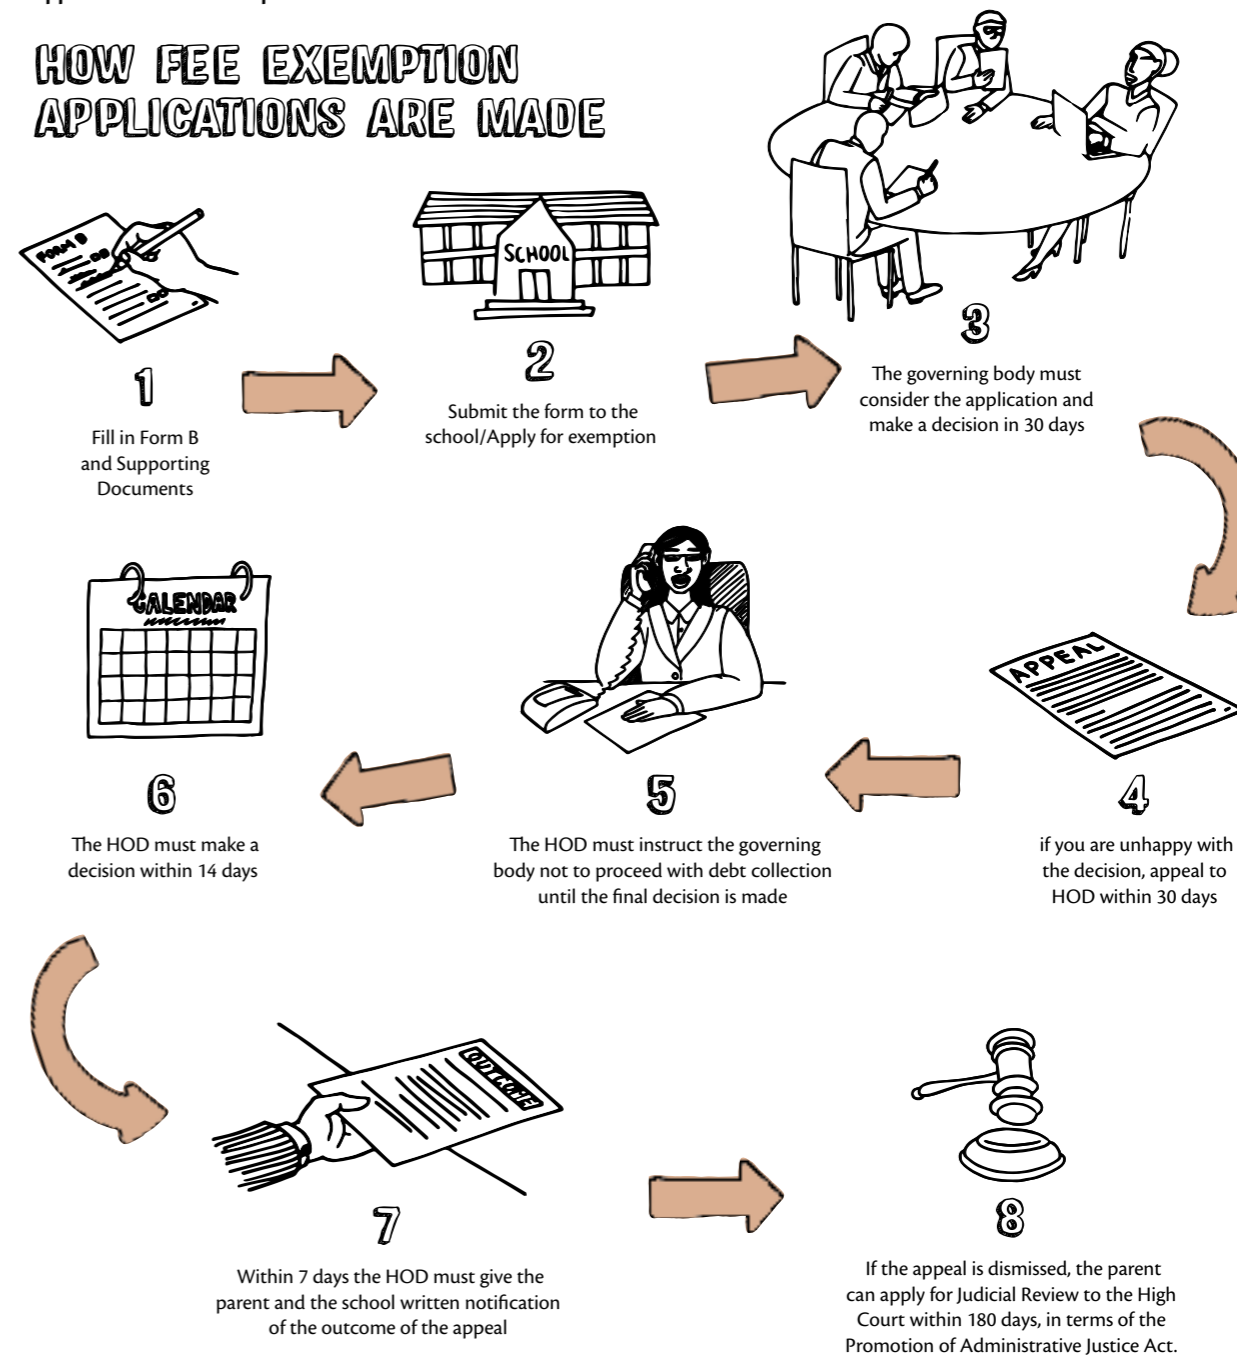 HOW FEE EXEMPTION
APPLICATIONS ARE MADE
FORM B
1
Fill in Form B
and Supporting
Documents
SCHOOL
2
Submit the form to the
school/Apply for exemption
3
The governing body must
consider the application and
make a decision in 30 days
APPEAL
4
if you are unhappy with
the decision, appeal to
HOD within 30 days
5
The HOD must instruct the governing
body not to proceed with debt collection
until the final decision is made
CALENDAR
6
The HOD must make a
decision within 14 days
OUTCOME
7
Within 7 days the HOD must give the
parent and the school written notification
of the outcome of the appeal
8
If the appeal is dismissed, the parent
can apply for Judicial Review to the High
Court within 180 days, in terms of the
Promotion of Administrative Justice Act.